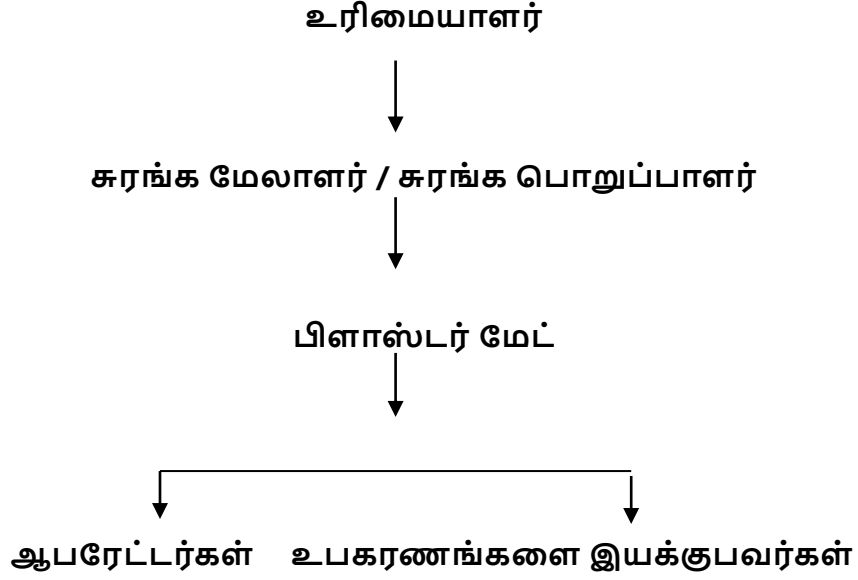 உரிமையாளர்
சுரங்க மேலாளர் / சுரங்க பொறுப்பாளர்
பிளாஸ்டர் மேட்
ஆபரேட்டர்கள் உபகரணங்களை இயக்குபவர்கள்